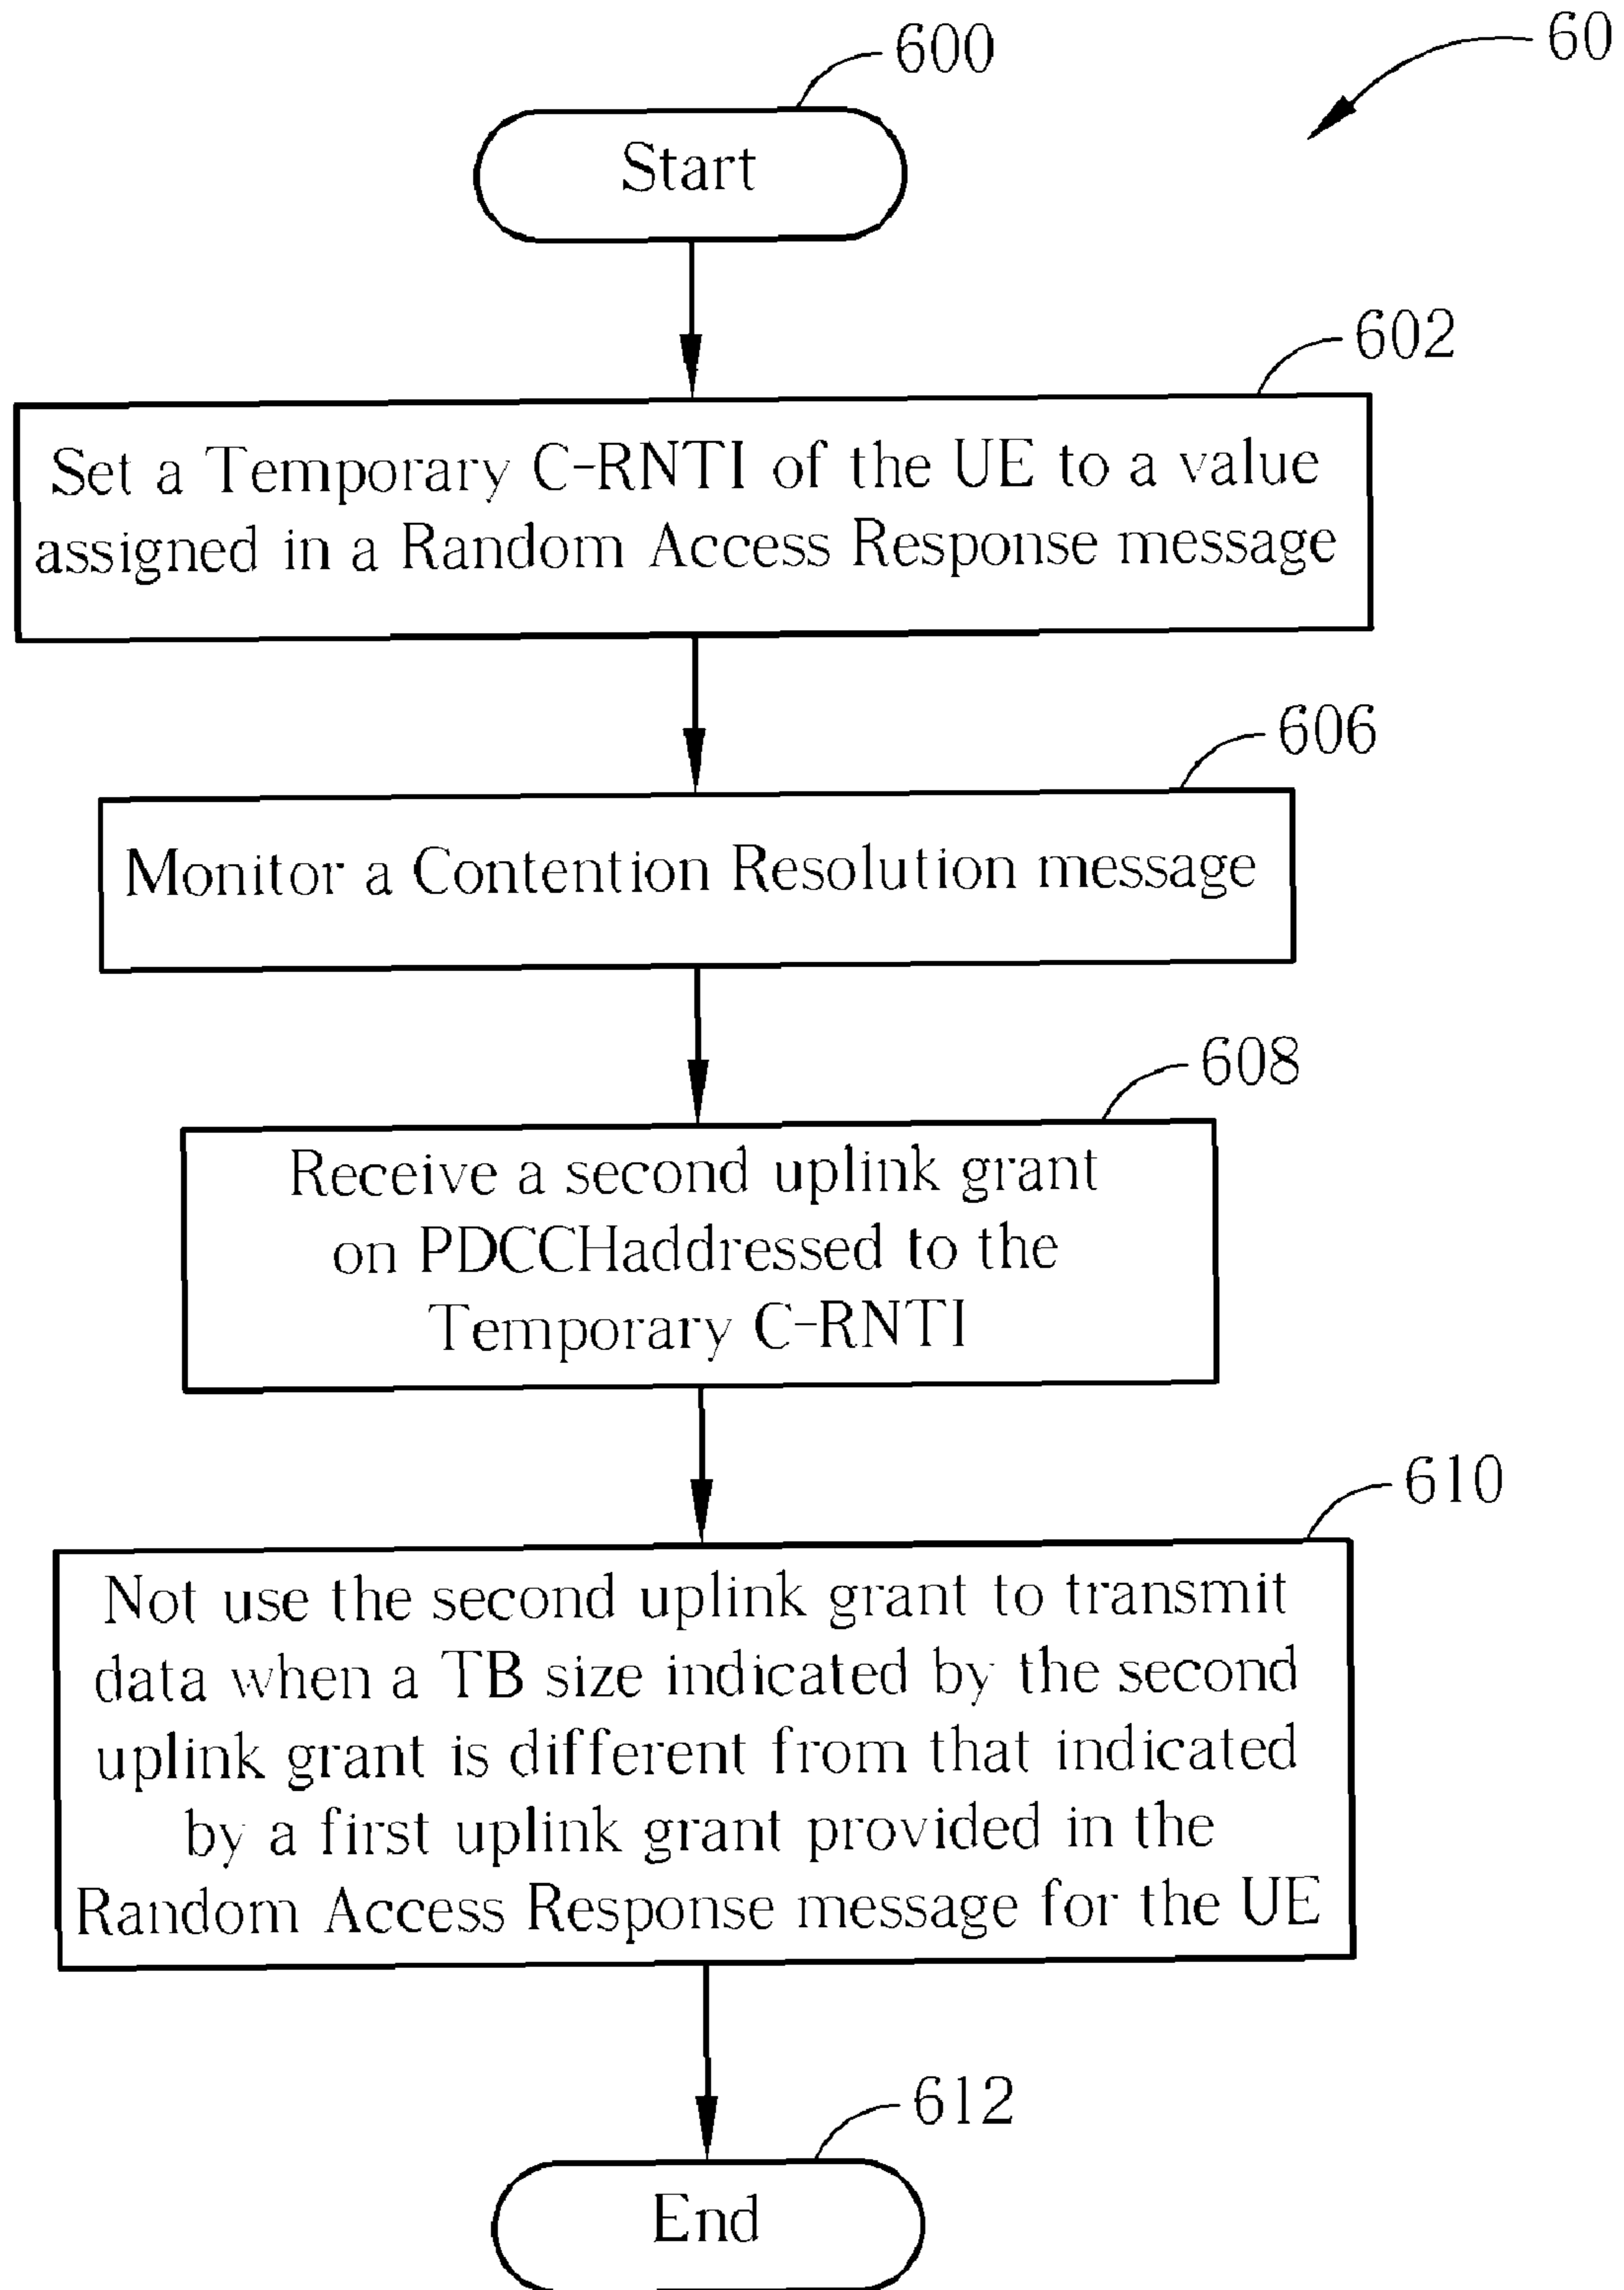 600
60
Start
602
Set a Temporary C-RNTI of the UE to a value
assigned in a Random Access Response message
606
Monitor a Contention Resolution message
608
Receive a second uplink grant
on PDCCHaddressed to the
Temporary C-RNTI
610
Not use the second uplink grant to transmit
data when a TB size indicated by the second
uplink grant is different from that indicated
by a first uplink grant provided in the
Random Access Response message for the UE
612
End